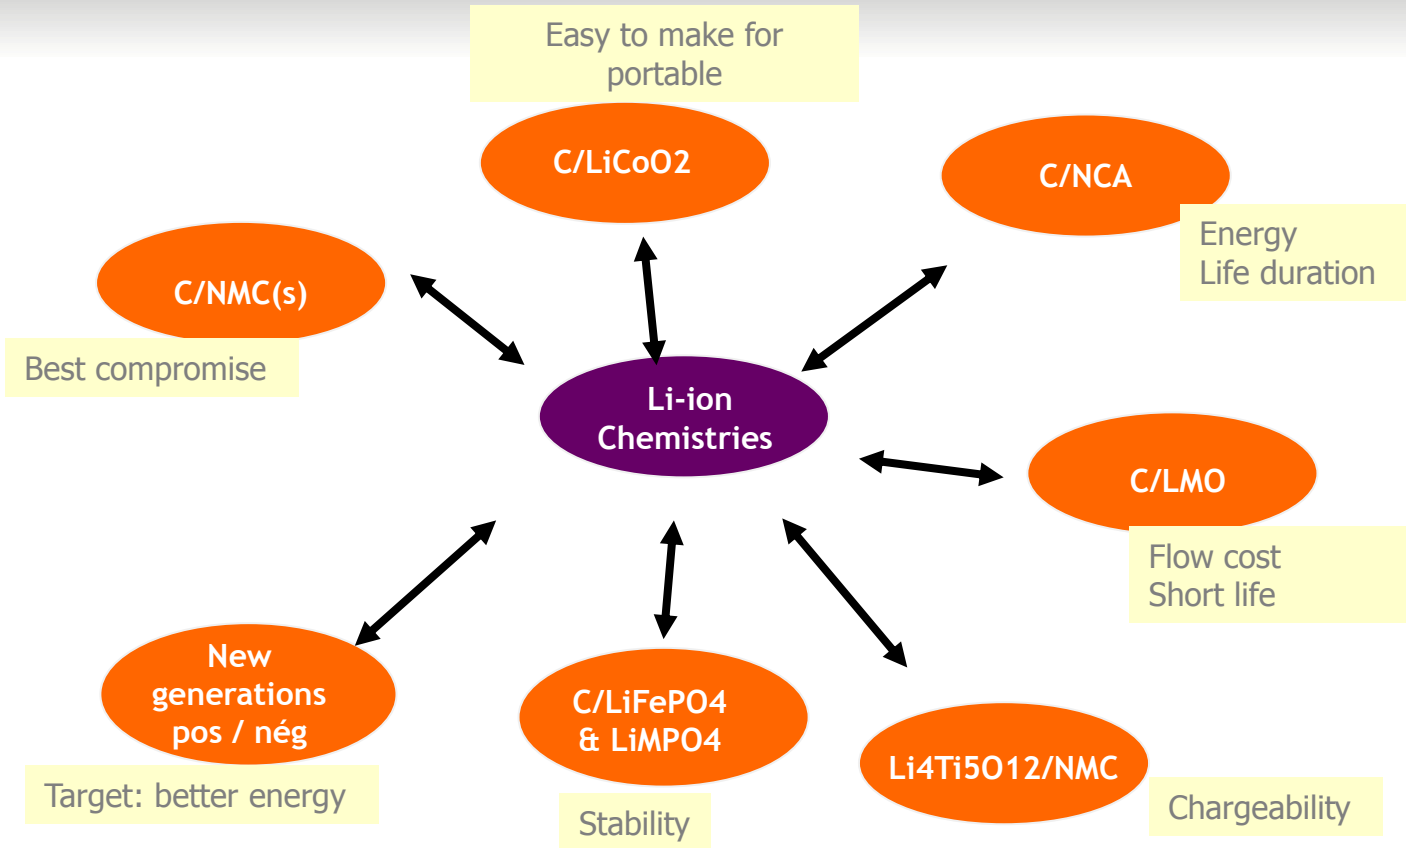 Easy to make for
portable
C/LiCoO2
C/NCA
Energy
Life duration
C/NMC(s)
Best compromise
Li-ion
Chemistries
C/LMO
Flow cost
Short life
New
generations
pos / nég
Target: better energy
C/LiFePO4
& LiMPO4
Stability
Li4Ti5O12/NMC
Chargeability